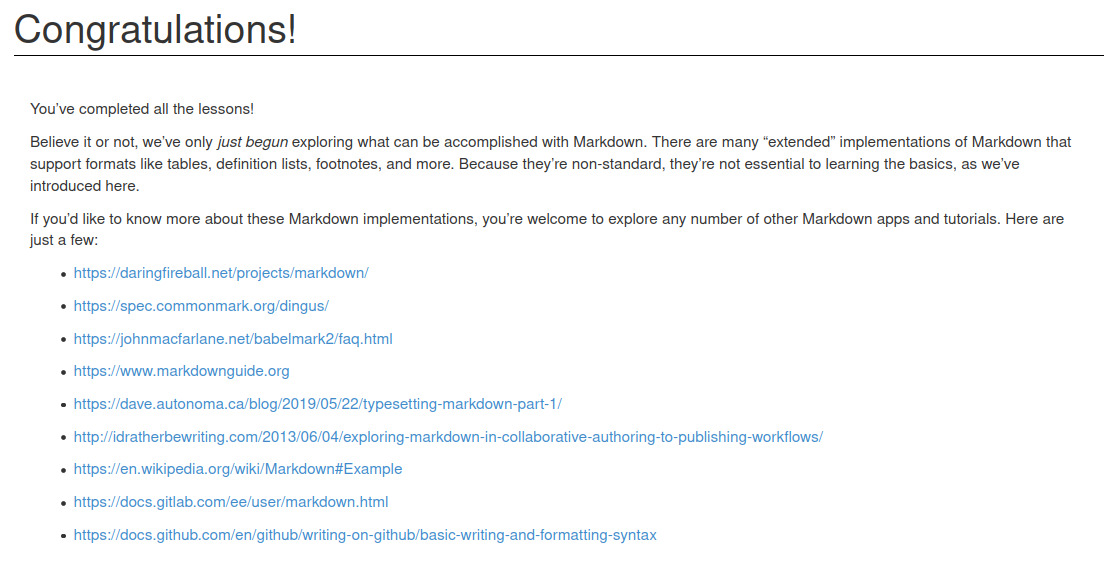 Congratulations!
You’ve completed all the lessons!
Believe it or not, we’ve only just begun exploring what can be accomplished with Markdown. There are many “extended” implementations of Markdown that
support formats like tables, definition lists, footnotes, and more. Because they’re non-standard, they’re not essential to learning the basics, as we’ve
introduced here.
If you’d like to know more about these Markdown implementations, you’re welcome to explore any number of other Markdown apps and tutorials. Here are
just a few:
• https://daringfireball.net/projects/markdown/
• https://spec.commonmark.org/dingus/
• https://johnmacfarlane.net/babelmark2/faq.html
• https://www.markdownguide.org
• https://dave.autonoma.ca/blog/2019/05/22/typesetting-markdown-part-1/
• http://idratherbewriting.com/2013/06/04/exploring-markdown-in-collaborative-authoring-to-publishing-workflows/
• https://en.wikipedia.org/wiki/Markdown#Example
• https://docs.gitlab.com/ee/user/markdown.html
• https://docs.github.com/en/github/writing-on-github/basic-writing-and-formatting-syntax